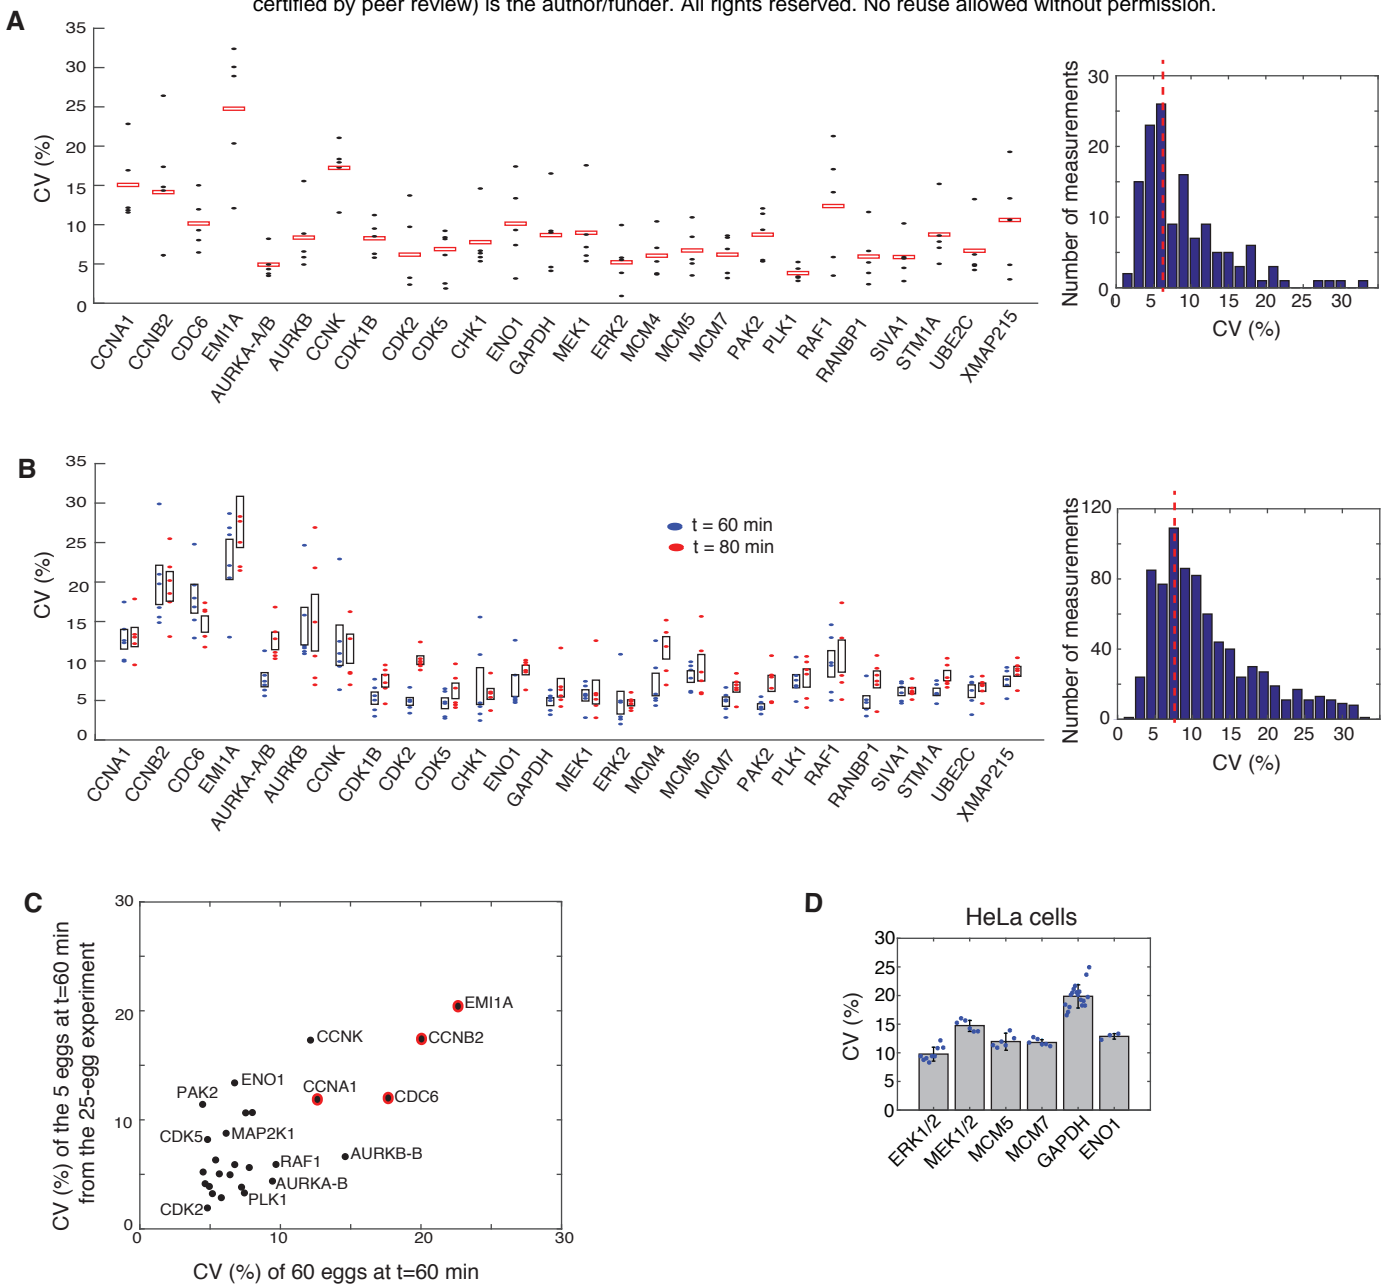 certified by peer review) is the author/funder. All rights reserved. No reuse allowed without permission.
A
CV (%)
35
30
25
20
15
10
5
0
CCNA1
CCNB2
CDC6
EMI1A
AURKA-A/B
AURKB
CCNK
CDK1B
CDK2
CDK5
CHK1
ENO1
GAPDH
MEK1
ERK2
MCM4
MCM5
MCM7
PAK2
PLK1
RAF1
RANBP1
SIVA1
STM1A
UBE2C
XMAP215
Number of measurements
30
20
10
0
0
5
10
15
20
25
30
CV (%)
B
CV (%)
35
30
25
20
15
10
5
0
t = 60 min
t = 80 min
CCNA1
CCNB2
CDC6
EMI1A
AURKA-A/B
AURKB
CCNK
CDK1B
CDK2
CDK5
CHK1
ENO1
GAPDH
MEK1
ERK2
MCM4
MCM5
MCM7
PAK2
PLK1
RAF1
RANBP1
SIVA1
STM1A
UBE2C
XMAP215
Number of measurements
120
80
40
0
0
5
10
15
20
25
30
CV (%)
C
CV (%) of the 5 eggs at t=60 min
from the 25-egg experiment
30
20
10
0
EMI1A
CCNK
CCNB2
ENO1
CCNA1
PAK2
CDC6
CDK5
MAP2K1
AURKB-B
RAF1
AURKA-B
PLK1
CDK2
0
10
20
30
CV (%) of 60 eggs at t=60 min
D
HeLa cells
CV (%)
30
25
20
15
10
5
0
ERK1/2
MEK1/2
MCM5
MCM7
GAPDH
ENO1